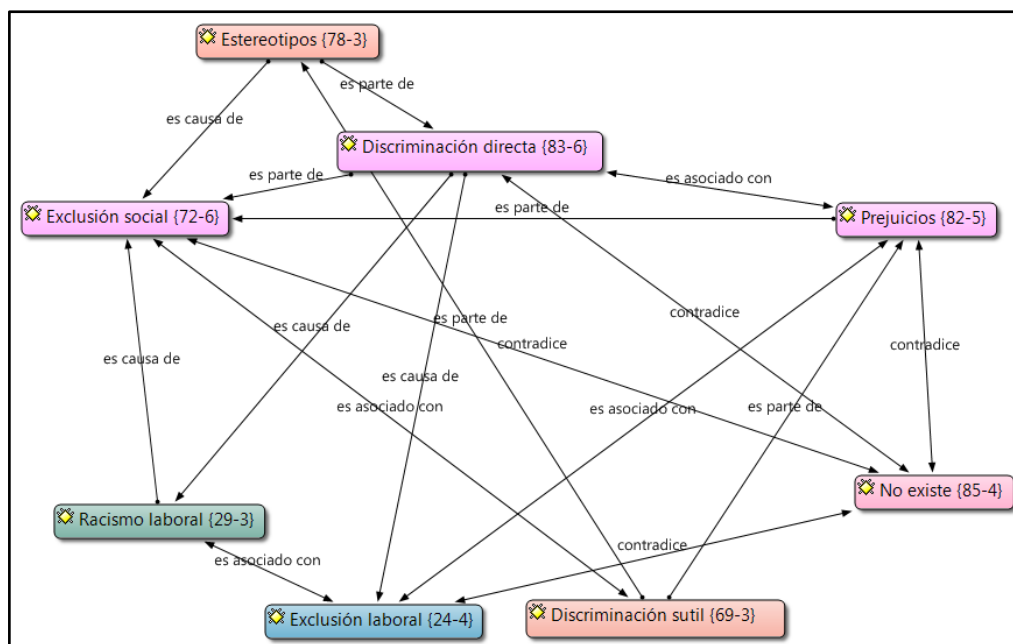 Estereotipos {78-3}
es parte de
es causa de
Discriminación directa {83-6}
es parte de
es asociado con
es parte de
Exclusión social {72-6}
Prejuicios {82-5}
contradice
es causa de
es parte de
contradice
contradice
es causa de
es causa de
es asociado con
es asociado con
es parte de
No existe {85-4}
Racismo laboral {29-3}
contradice
es asociado con
Exclusión laboral {24-4}
Discriminación sutil {69-3}